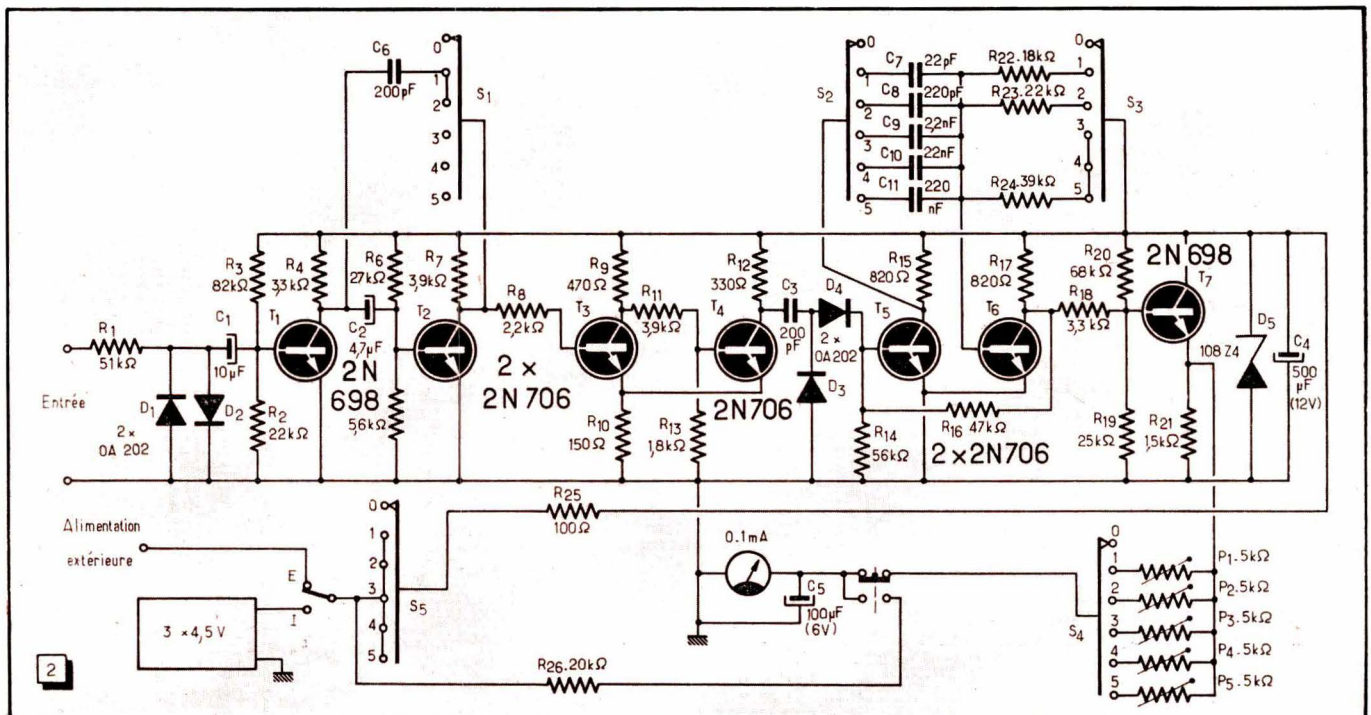 0
C6
200pF
1
2
3
4
5
S1
S2
0
1
2
3
4
5
C7 22pF
C8 220pF
C9 2,2nF
C10 22nF
C11 220 nF
R22.18kΩ
R23.22kΩ
R24.39kΩ
0
1
2
3
4
5
S3
R3
82kΩ
R4
3,3kΩ
R6
27kΩ
R7
3,9kΩ
R9
470Ω
R12
330Ω
R15
820Ω
R17
820Ω
R20
68kΩ
2N698
R1
51kΩ
C1
10µF
T1
C2
4,7µF
T2
R8
2,2kΩ
T3
R11
3,9kΩ
T4
C3
200
pF
D4
2×
0A202
T5
T6
R18
3,3kΩ
T7
D5
108Z4
C4
500
µF
(12V)
Entrée
D1
D2
2×
0A 202
R2
22kΩ
2N
698
5,6kΩ
2×
2N706
R10
150Ω
2N706
R13
1,8kΩ
D3
R14
56kΩ
R16 47kΩ
2×2N706
R19
25kΩ
R21
1,5kΩ
Alimentation
extérieure
E
I
3 ×4,5V
0
1
2
3
4
5
S5
R25
100Ω
0.1mA
C5
100µF
(6V)
R26.20kΩ
S4
0
1
2
3
4
5
P1.5kΩ
P2.5kΩ
P3.5kΩ
P4.5kΩ
P5.5kΩ
2